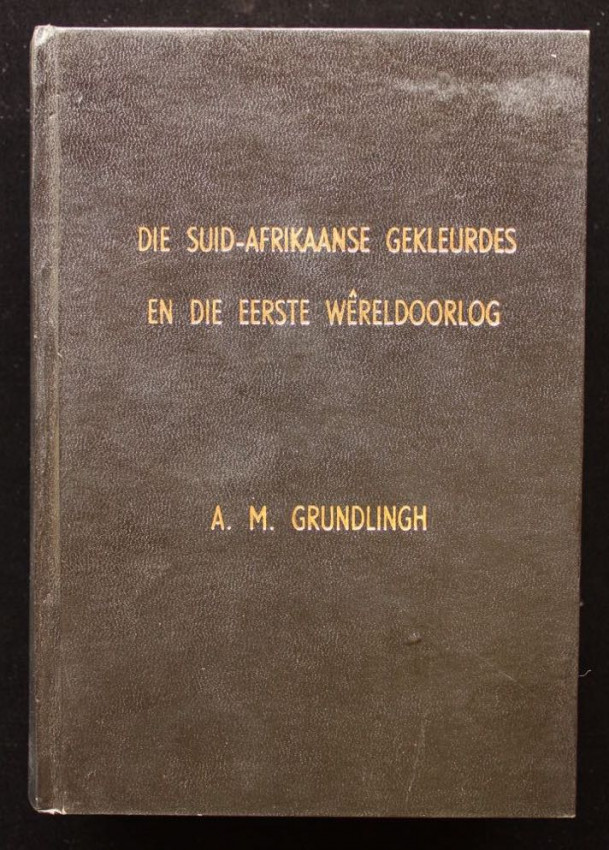 DIE SUID-AFRIKAANSE GEKLEURDES
EN DIE EERSTE WÊRELDOORLOG
A. M. GRUNDLINGH